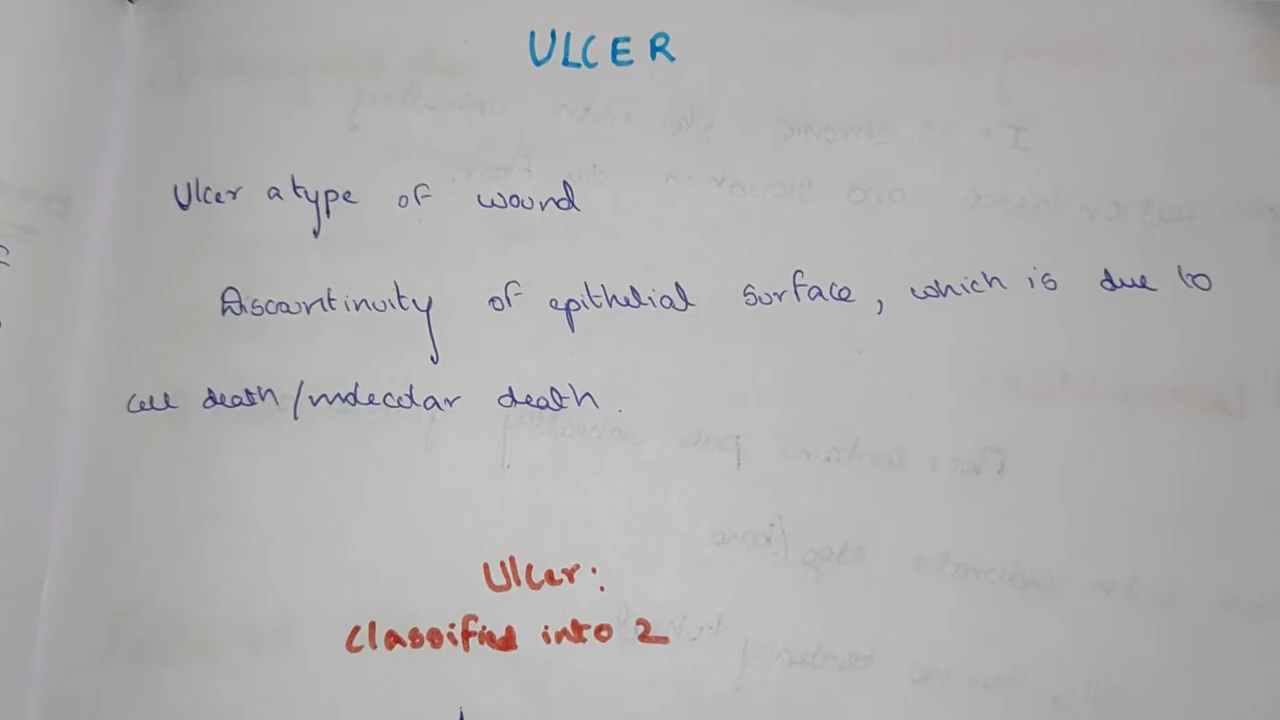 ULCER
Ulcer a type of wound
Discontinuity of epithelial surface, which is due to
cell death/molecular death.
Ulcer:
Classified into 2